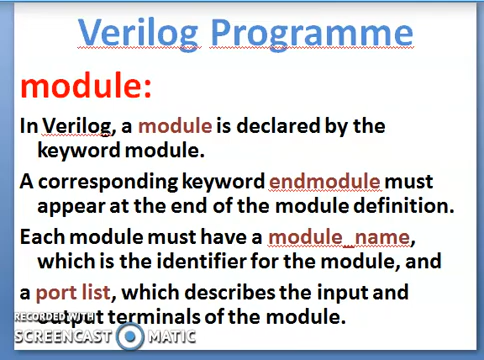 Verilog Programme
module:
In Verilog, a module is declared by the
keyword module.
A corresponding keyword endmodule must
appear at the end of the module definition.
Each module must have a module_name,
which is the identifier for the module, and
a port list, which describes the input and
terminals of the module.
RECORDED WITH
SCREENCAST MATIC